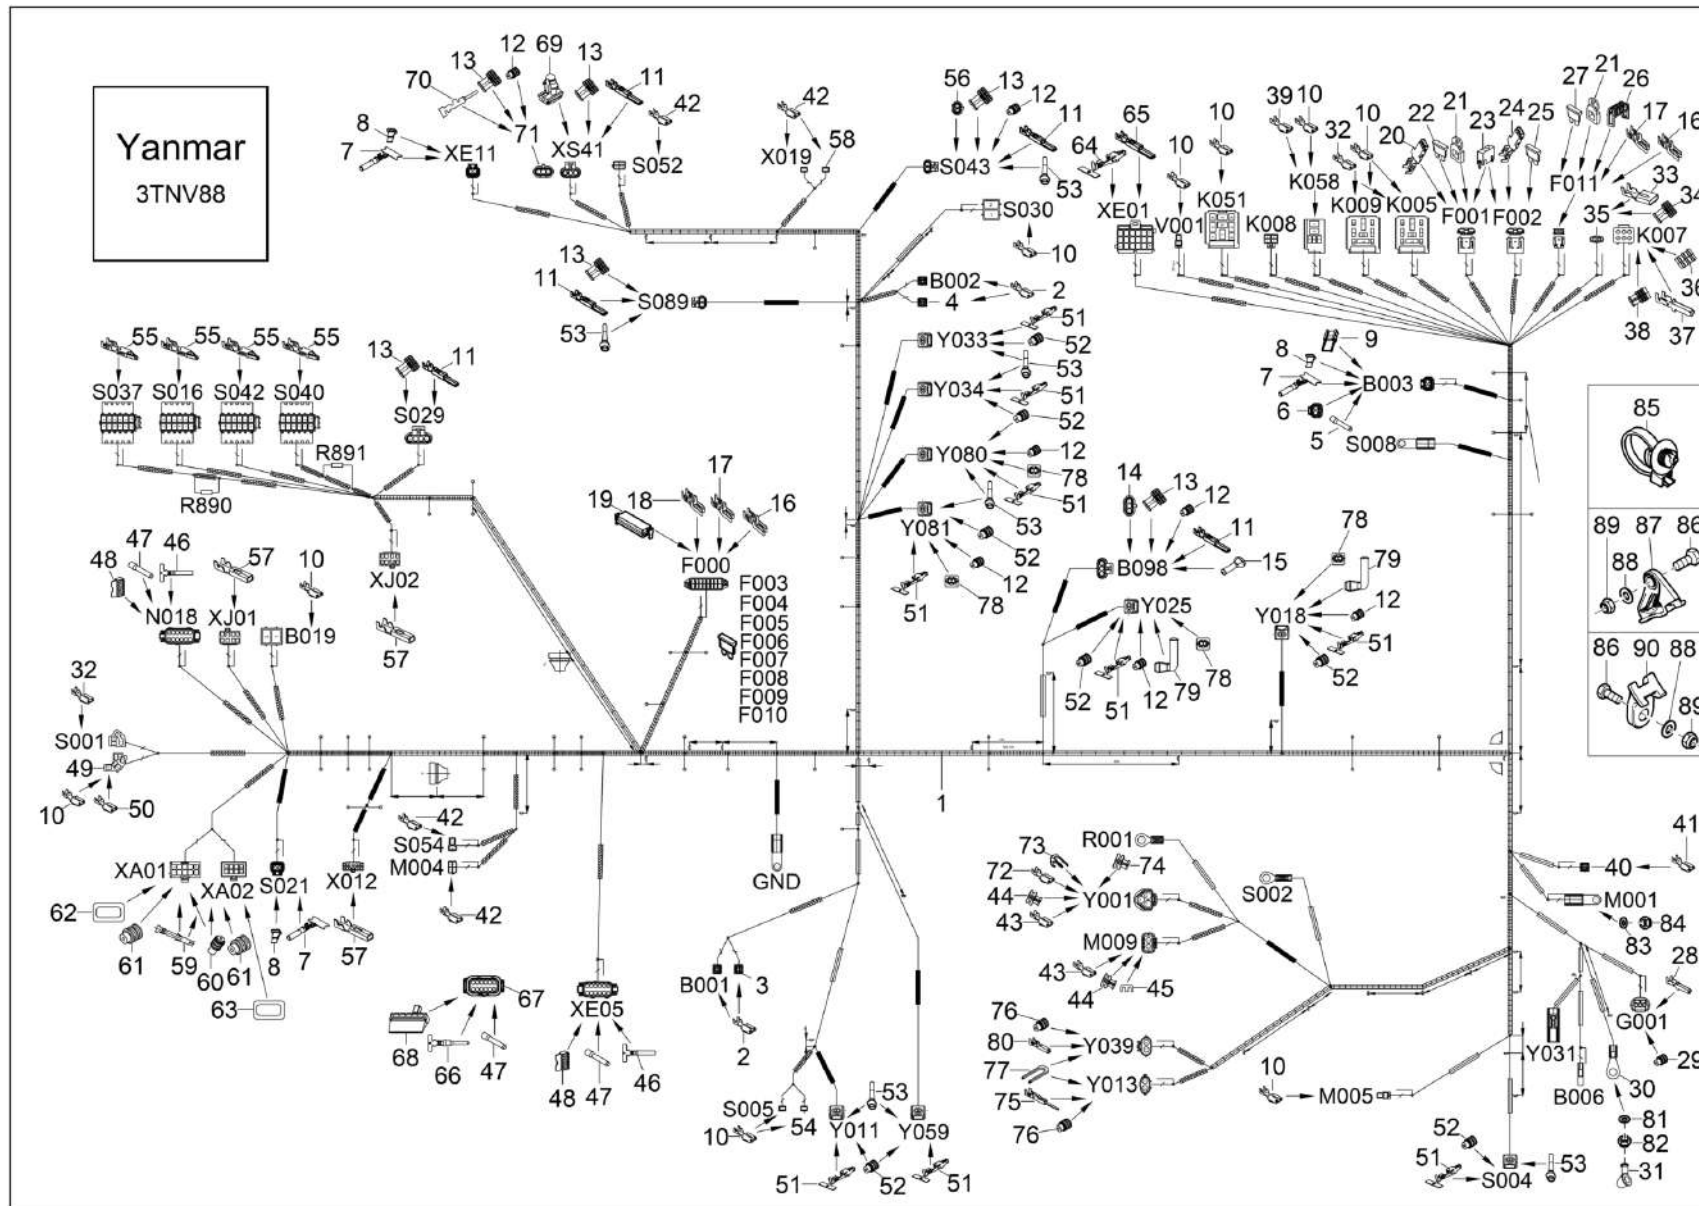 Yanmar
3TNV88
70 13 12 69 13 11 42 42
8 7 XE11 71 XS41 S052 X019 58
56 13 12 11 S043 53
S030 10
64 65 10 10 39 10 32 10 20 22 21 23 24 25 27 21 26 17 16
XE01 V001 K051 K008 K058 K009 K005 F001 F002 F011 33 35 34 K007 36 38 37
13 11 S089 53
B002 2 4
51 Y033 52 53
Y034 51 52
Y080 12 78 51
Y081 53 52 12 51 78
8 9 7 B003 6 5 S008
55 55 55 55 13 11
S037 S016 S042 S040 S029
R891
R890
19 18 17 16
F000
F003
F004
F005
F006
F007
F008
F009
F010
14 13 12 11 B098 15
Y025 52 51 12 79 78
78 79 Y018 12 51 52
85
89 87 86
88
86 90 88
89
48 47 46 57 10
N018 XJ01 B019
XJ02
57
32
S001
49
10 50
1
XA01 XA02 S021 X012
62 61 59 60 61 8 7 57
63
42
S054
M004
42
GND
68 67 66 47
XE05
48 47 46
B001 3
2
S005 54
10
53
Y011 Y059
51 52 51
R001
73 72 74
44 Y001
43
S002
M009
43 44 45
76
80 Y039
77
75 Y013
76
10 M005
41
40
M001
84
83
28
G001
29
Y031 B006 30
81
82
31
52
51 53
S004